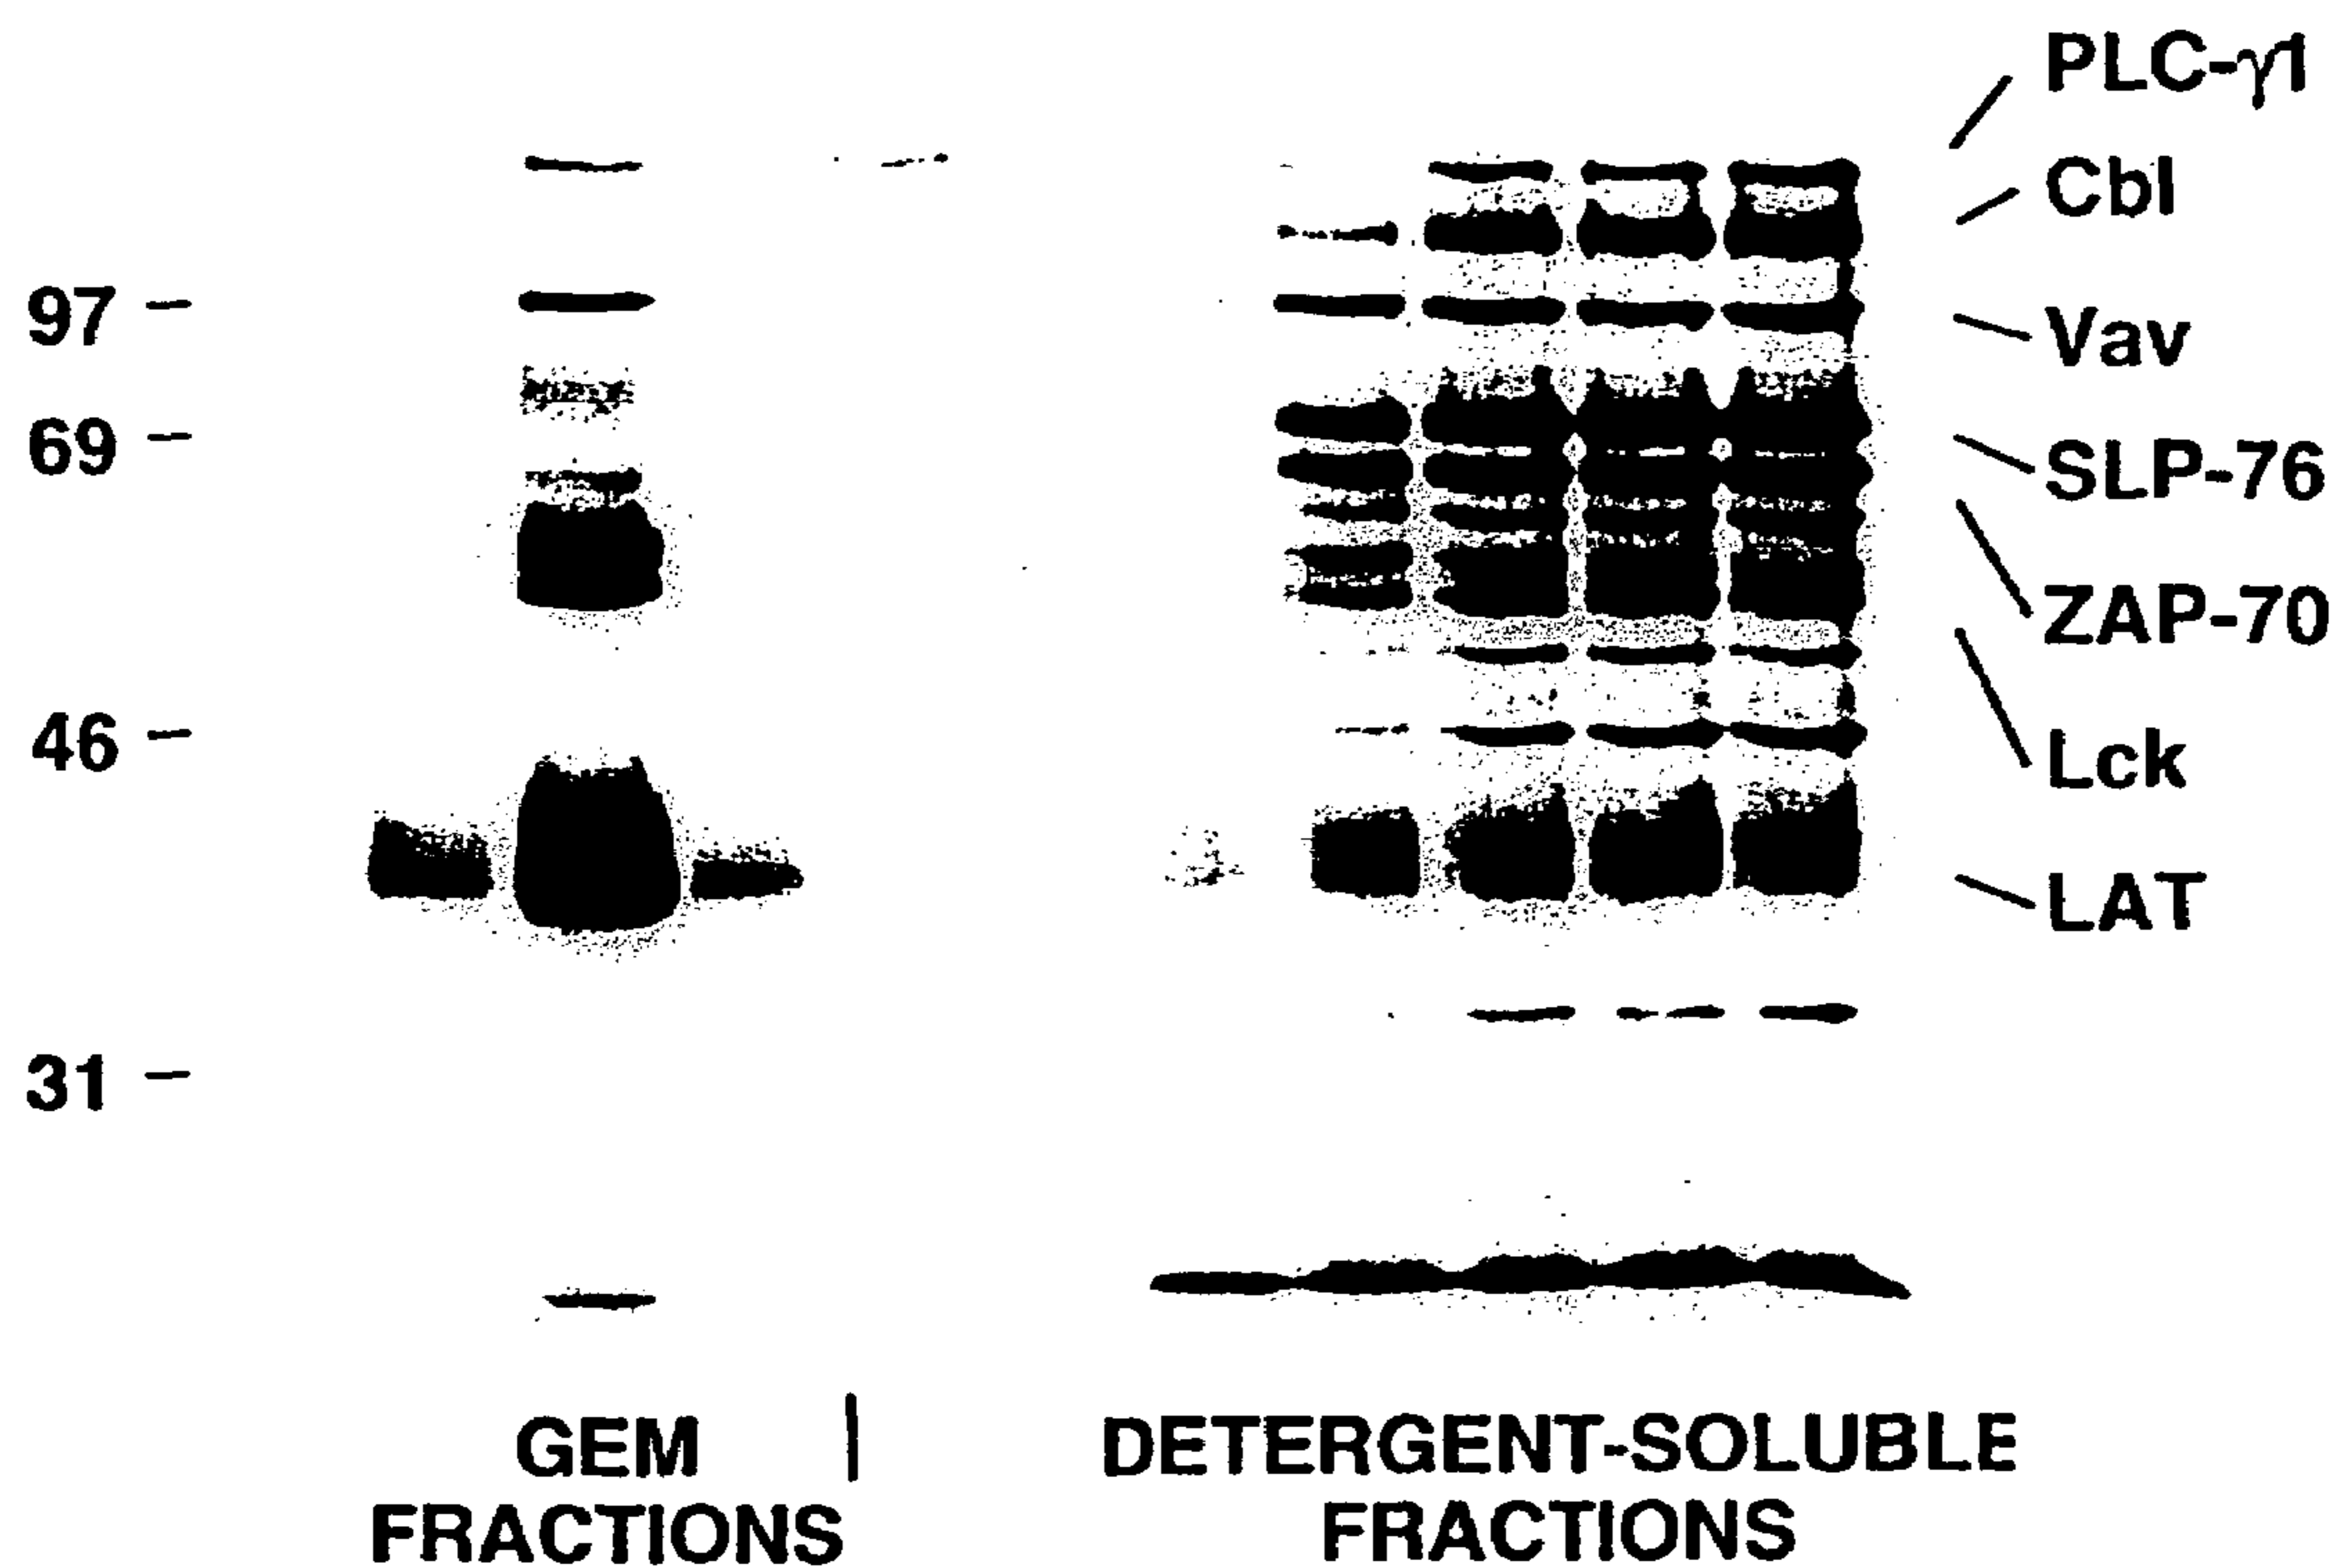 PLC-γ1
Cbl
97
Vav
69
SLP-76
ZAP-70
46
Lck
LAT
31
GEM
FRACTIONS
DETERGENT-SOLUBLE
FRACTIONS